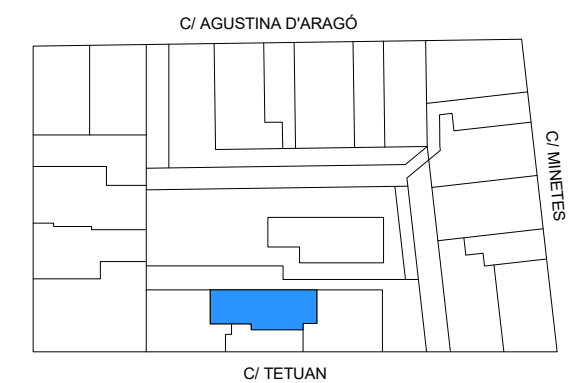 C/ AGUSTINA D'ARAGÓ
C/ MINETES
C/ TETUAN